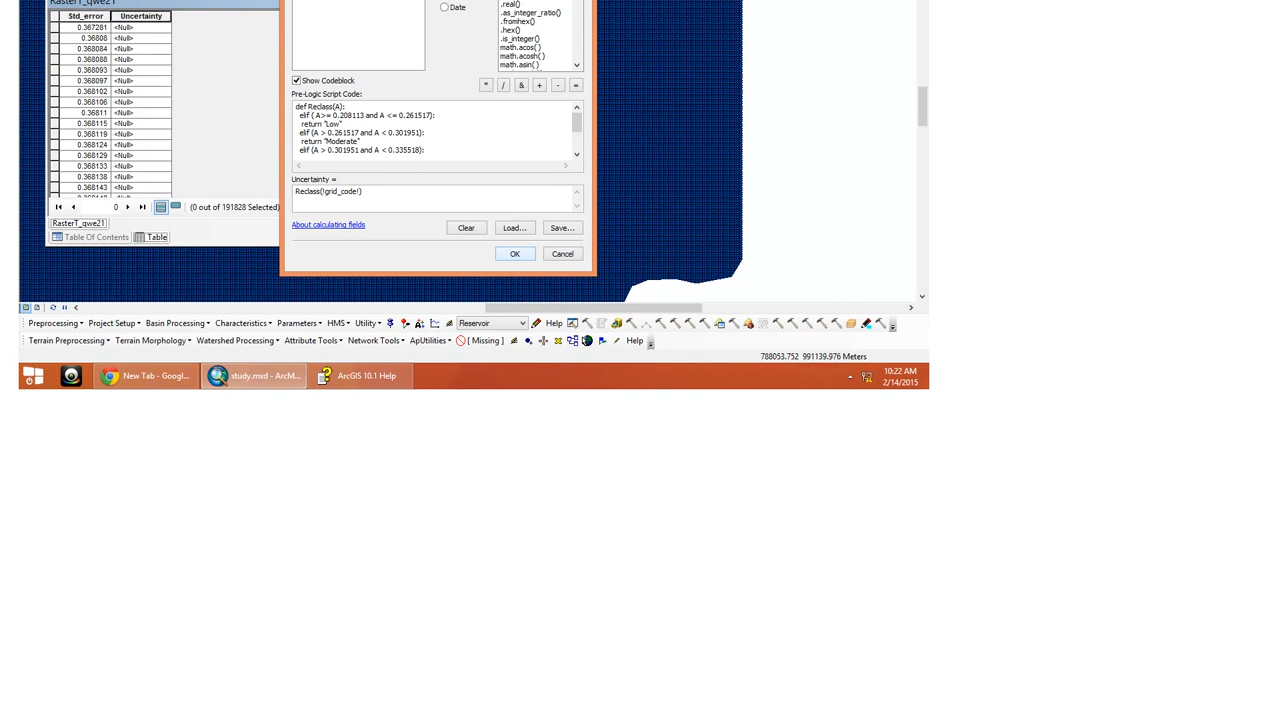 RasterT_qwe21
Std_error Uncertainty
0.367281 <Null>
0.36808 <Null>
0.368084 <Null>
0.368088 <Null>
0.368093 <Null>
0.368097 <Null>
0.368102 <Null>
0.368106 <Null>
0.36811 <Null>
0.368115 <Null>
0.368119 <Null>
0.368124 <Null>
0.368129 <Null>
0.368133 <Null>
0.368138 <Null>
0.368143 <Null>
0 (0 out of 191828 Selected)
RasterT_qwe21
Table Of Contents Table
Date
.real()
.as_integer_ratio()
.fromhex()
.hex()
.is_integer()
math.acos( )
math.acosh( )
math.asin( )
* / & + - =
Show Codeblock
Pre-Logic Script Code:
def Reclass(A):
elif ( A>= 0.208113 and A <= 0.261517):
return "Low"
elif (A > 0.261517 and A < 0.301951):
return "Moderate"
elif (A > 0.301951 and A < 0.335518):
Uncertainty =
Reclass(!grid_code!)
About calculating fields
Clear Load... Save...
OK Cancel
Preprocessing Project Setup Basin Processing Characteristics Parameters HMS Utility Reservoir Help
Terrain Preprocessing Terrain Morphology Watershed Processing Attribute Tools Network Tools ApUtilities [ Missing ] Help
788053.752 991139.976 Meters
New Tab - Googl... study.mxd - ArcM... ArcGIS 10.1 Help
10:22 AM
2/14/2015